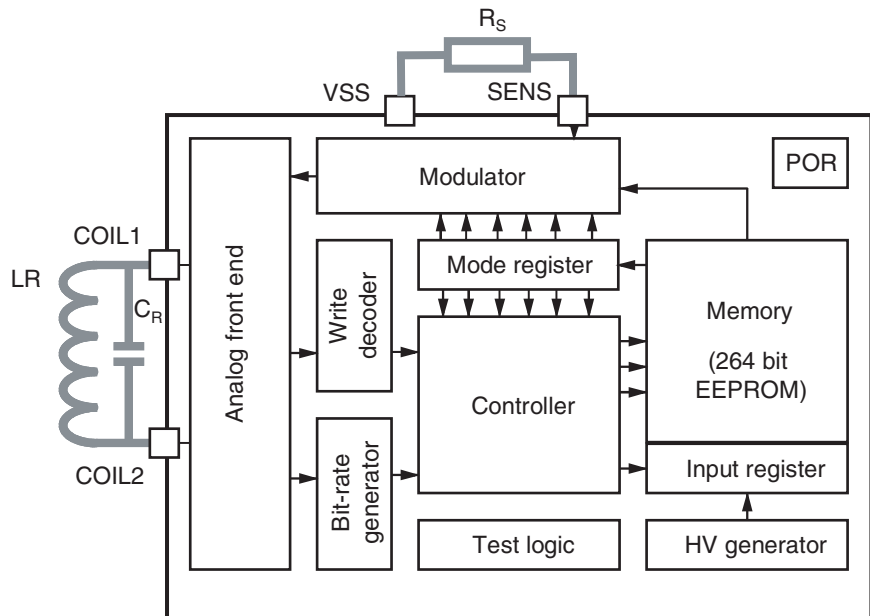 R_S
VSS
SENS
POR
Modulator
COIL1
LR
C_R
Analog front end
Write
decoder
Mode register
Memory
(264 bit
EEPROM)
Controller
COIL2
Bit-rate
generator
Input register
Test logic
HV generator